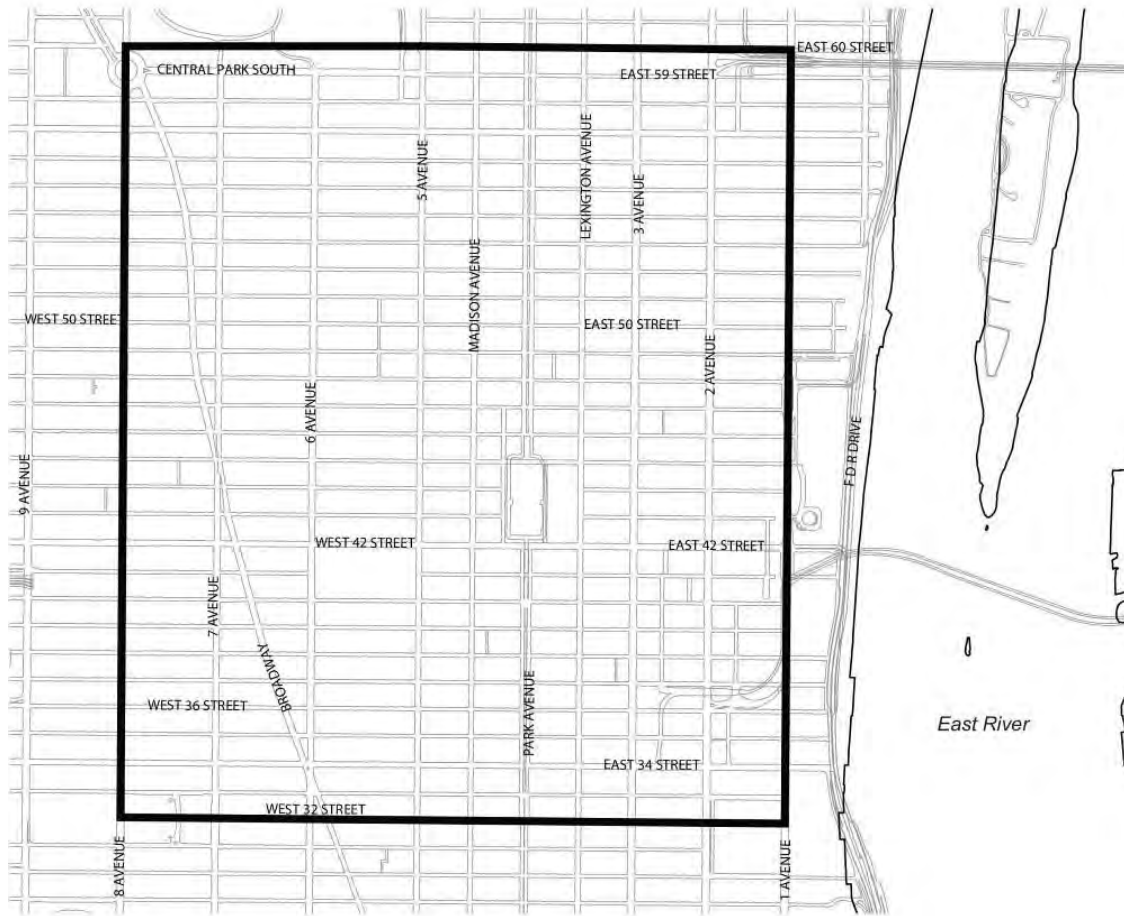 EAST 60 STREET
CENTRAL PARK SOUTH
EAST 59 STREET
5 AVENUE
LEXINGTON AVENUE
3 AVENUE
MADISON AVENUE
WEST 50 STREET
EAST 50 STREET
2 AVENUE
6 AVENUE
9 AVENUE
F D R DRIVE
WEST 42 STREET
EAST 42 STREET
7 AVENUE
BROADWAY
WEST 36 STREET
PARK AVENUE
East River
EAST 34 STREET
WEST 32 STREET
8 AVENUE
1 AVENUE